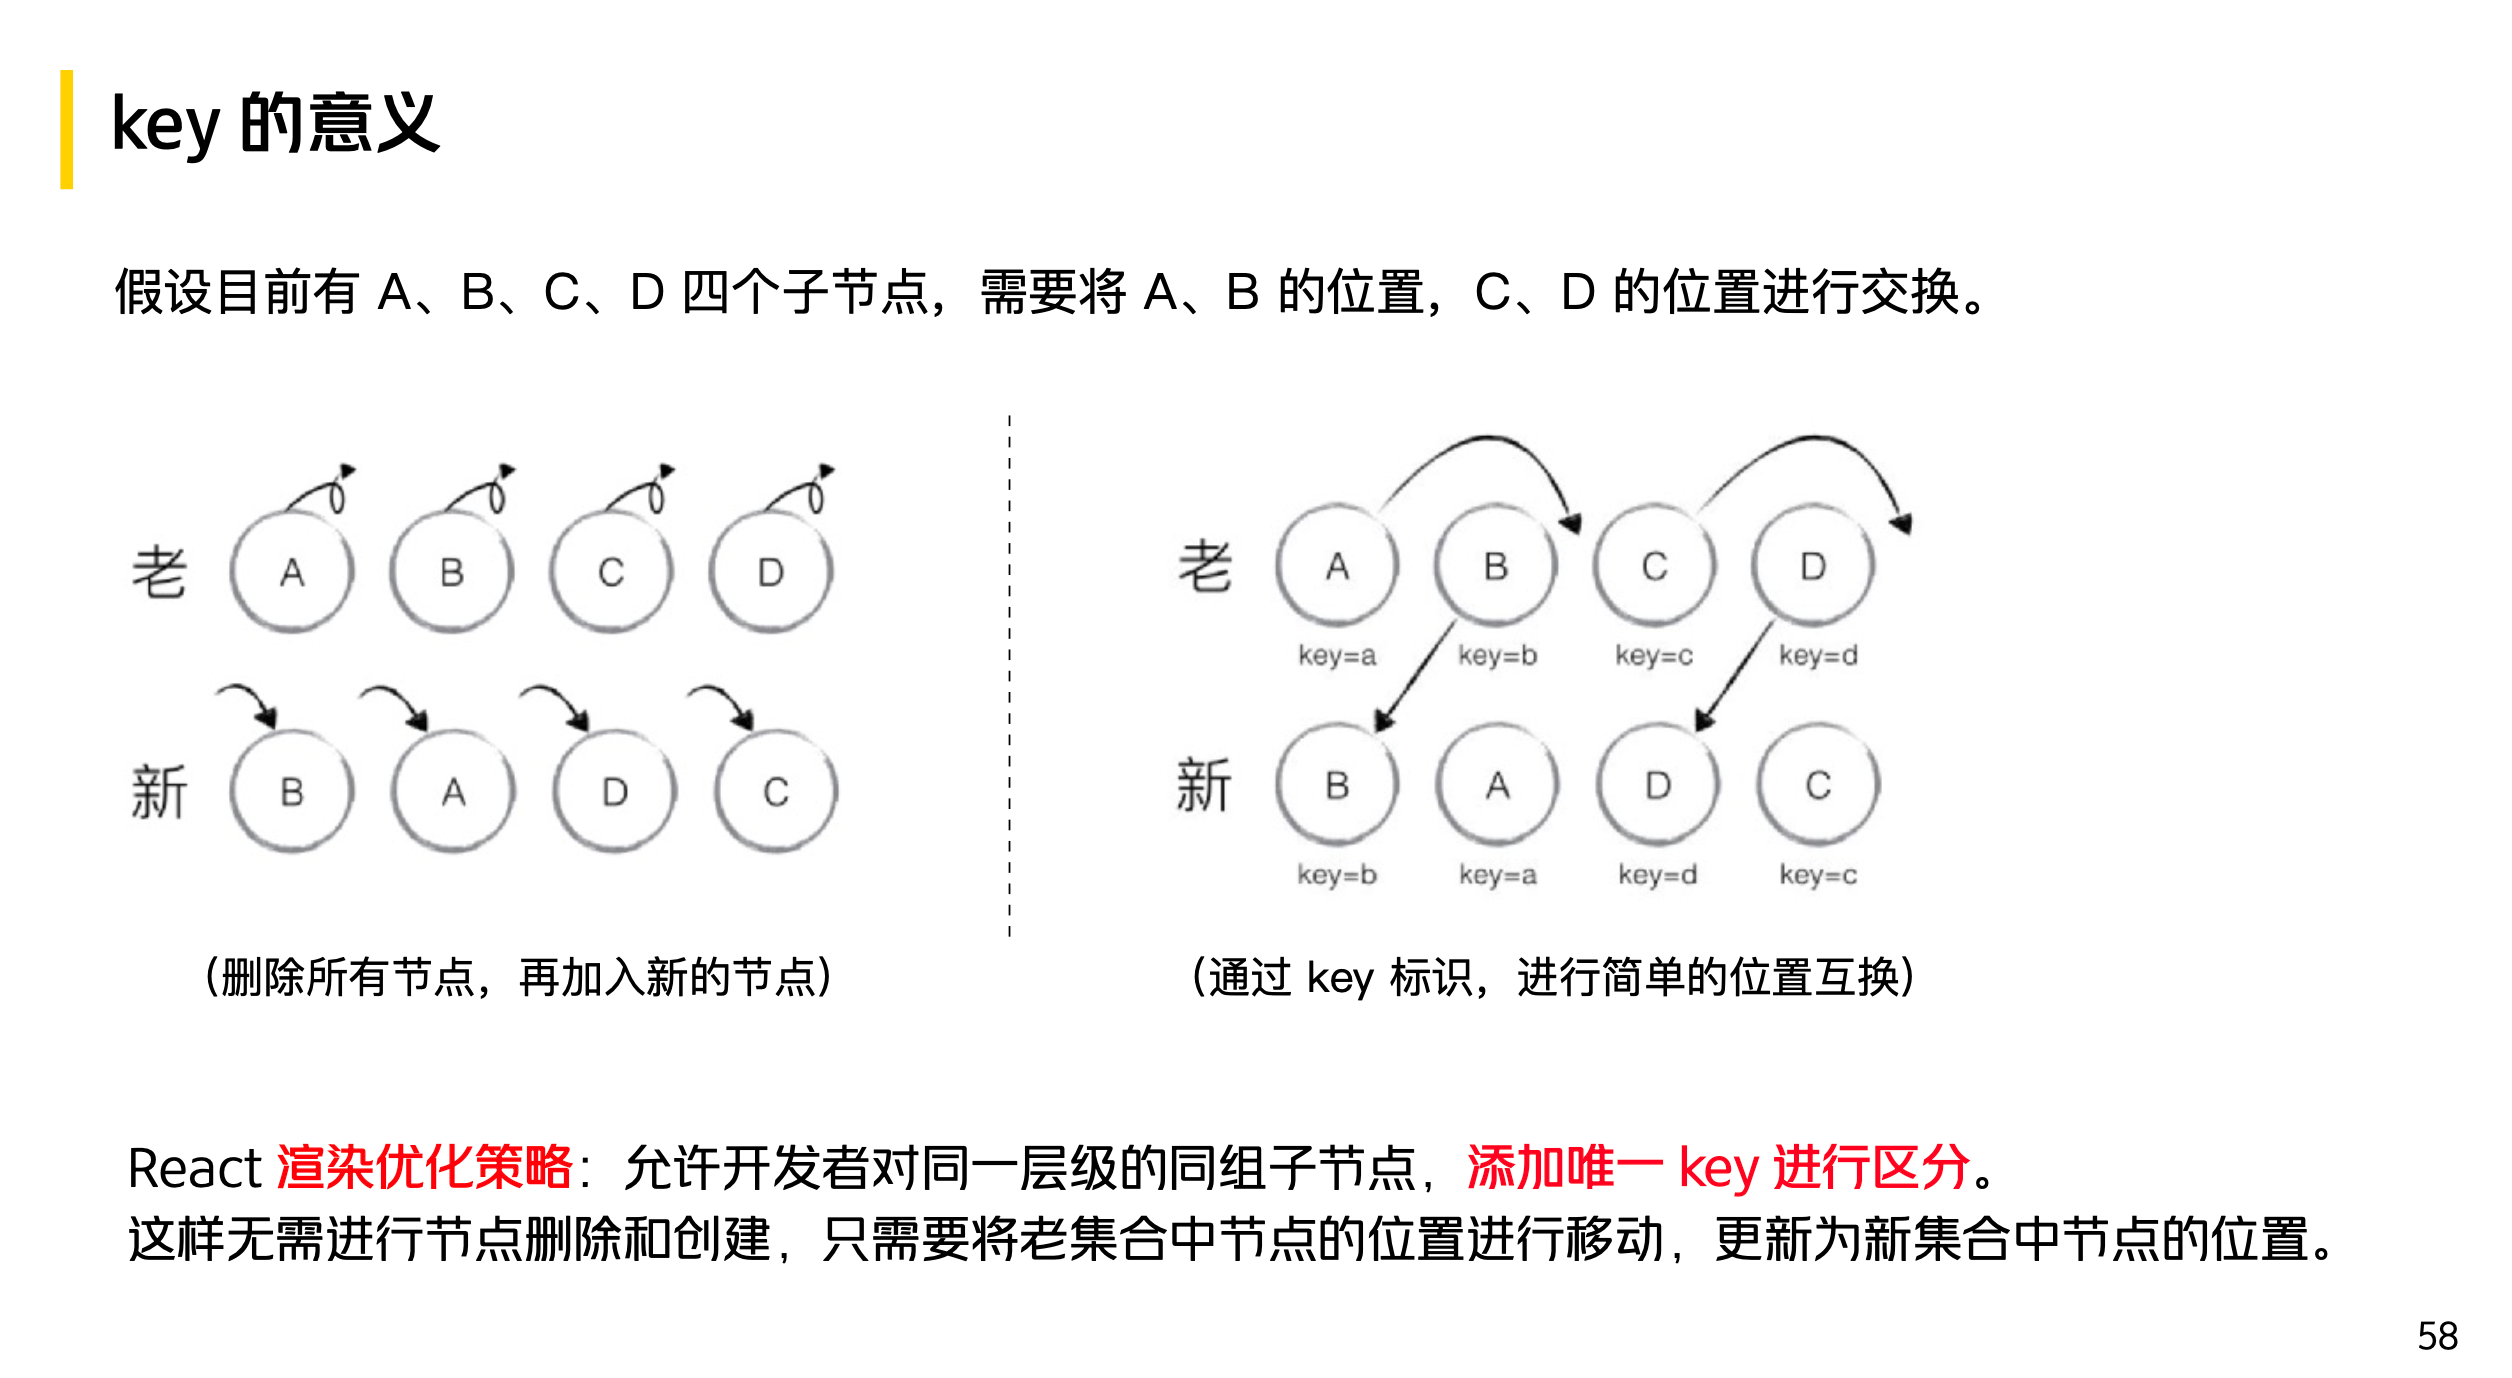 key 的意义
假设目前有 A、B、C、D 四个子节点，需要将 A、B 的位置，C、D 的位置进行交换。
老 A B C D
新 B A D C
（删除所有节点，再加入新的节点）
老 A B C D
key=a key=b key=c key=d
新 B A D C
key=b key=a key=d key=c
（通过 key 标识，进行简单的位置互换）
React 渲染优化策略：允许开发者对同一层级的同组子节点，添加唯一 key 进行区分。
这样无需进行节点删除和创建，只需要将老集合中节点的位置进行移动，更新为新集合中节点的位置。
58